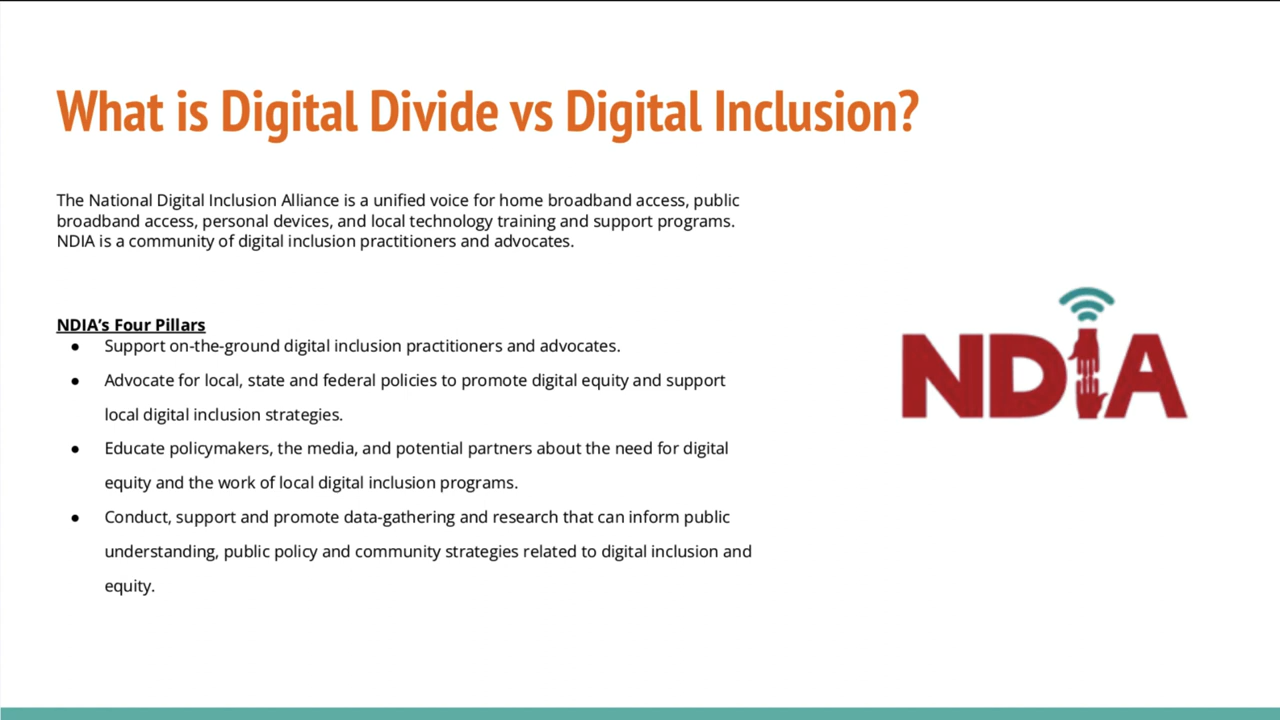 What is Digital Divide vs Digital Inclusion?
The National Digital Inclusion Alliance is a unified voice for home broadband access, public
broadband access, personal devices, and local technology training and support programs.
NDIA is a community of digital inclusion practitioners and advocates.
NDIA’s Four Pillars
● Support on-the-ground digital inclusion practitioners and advocates.
● Advocate for local, state and federal policies to promote digital equity and support
local digital inclusion strategies.
● Educate policymakers, the media, and potential partners about the need for digital
equity and the work of local digital inclusion programs.
● Conduct, support and promote data-gathering and research that can inform public
understanding, public policy and community strategies related to digital inclusion and
equity.
NDIA